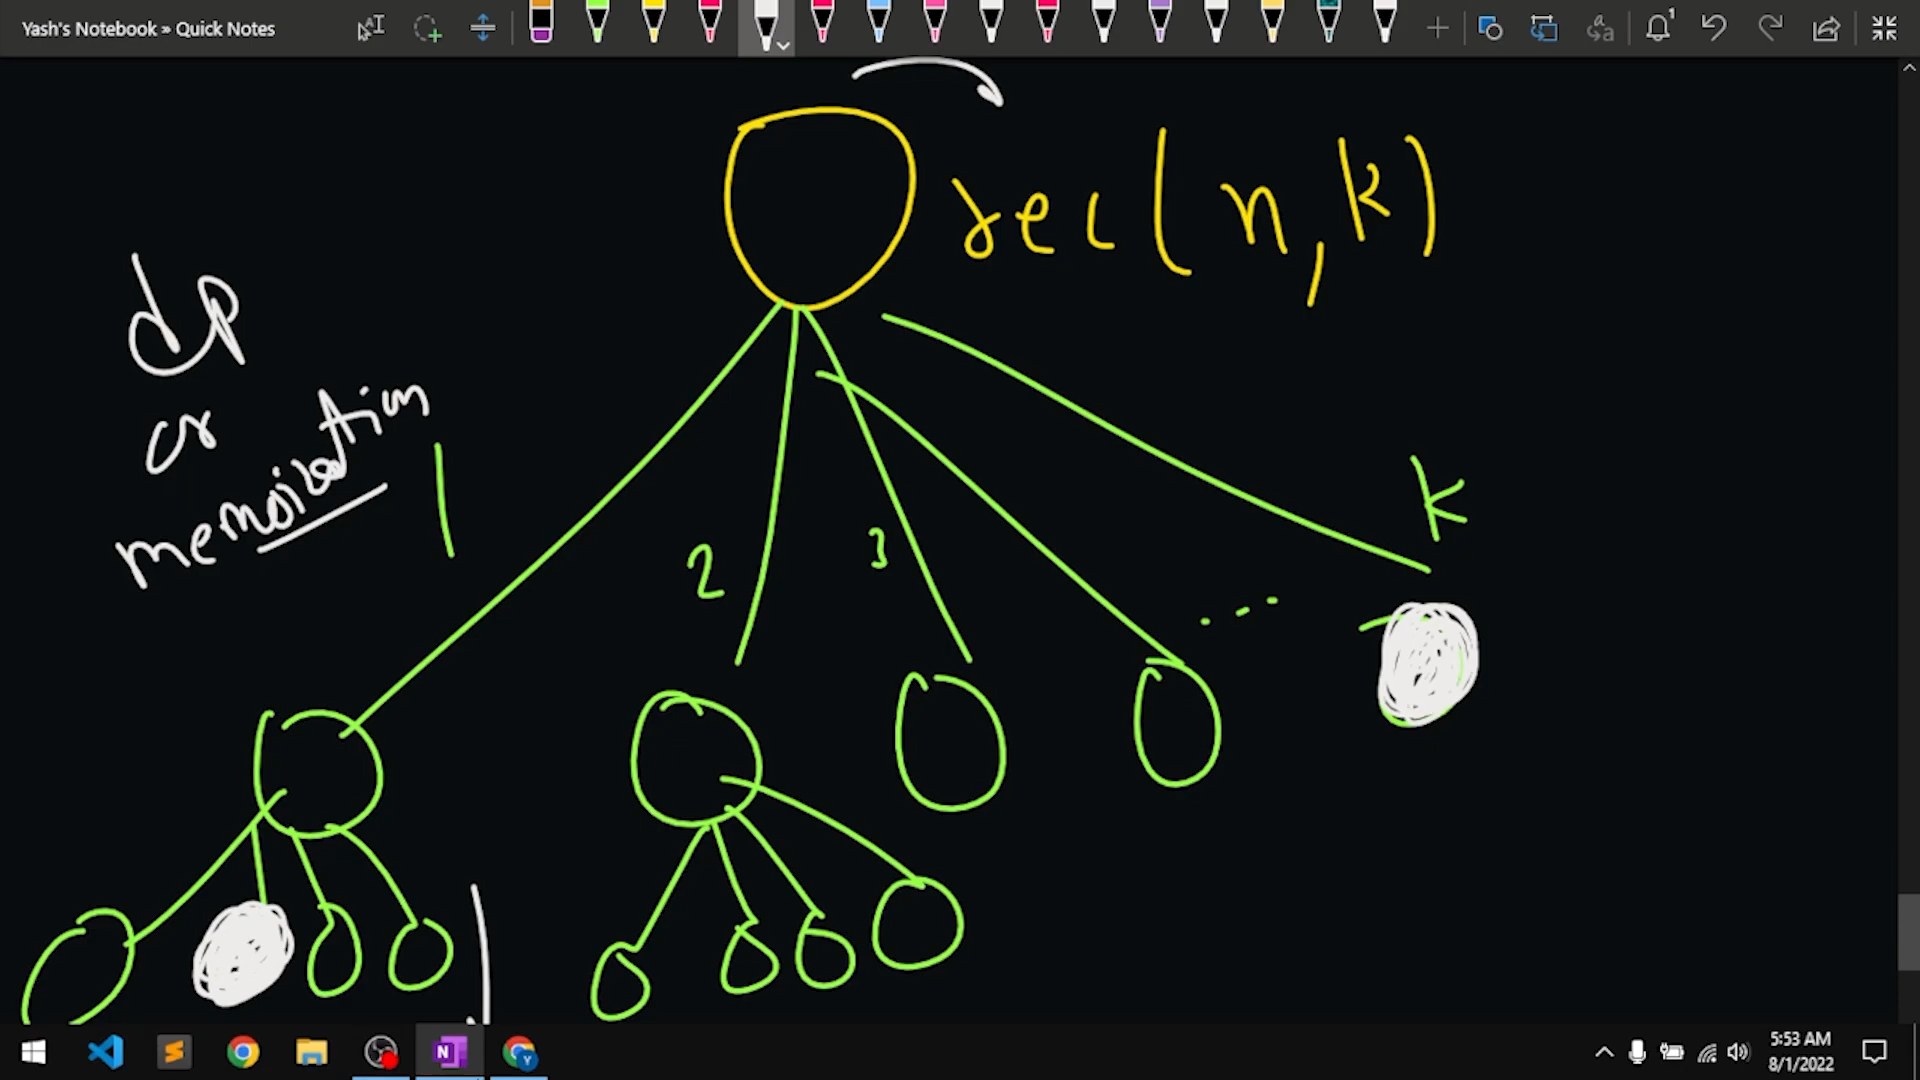 Yash's Notebook » Quick Notes
rec(n,k)
dp
or
memoization
1
2
3
...
k
5:53 AM
8/1/2022